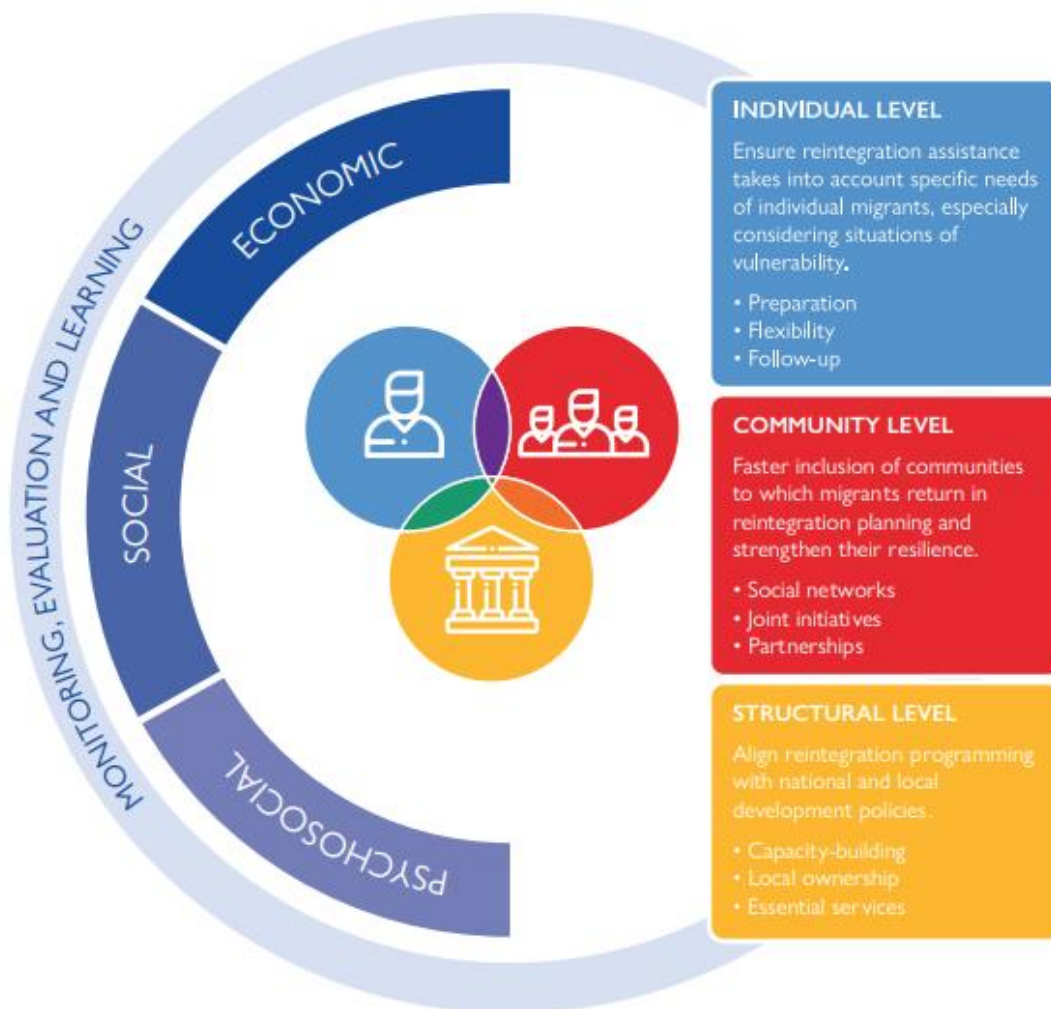 MONITORING, EVALUATION AND LEARNING
ECONOMIC
SOCIAL
PSYCHOSOCIAL
INDIVIDUAL LEVEL
Ensure reintegration assistance
takes into account specific needs
of individual migrants, especially
considering situations of
vulnerability.
• Preparation
• Flexibility
• Follow-up
COMMUNITY LEVEL
Faster inclusion of communities
to which migrants return in
reintegration planning and
strengthen their resilience.
• Social networks
• Joint initiatives
• Partnerships
STRUCTURAL LEVEL
Align reintegration programming
with national and local
development policies.
• Capacity-building
• Local ownership
• Essential services